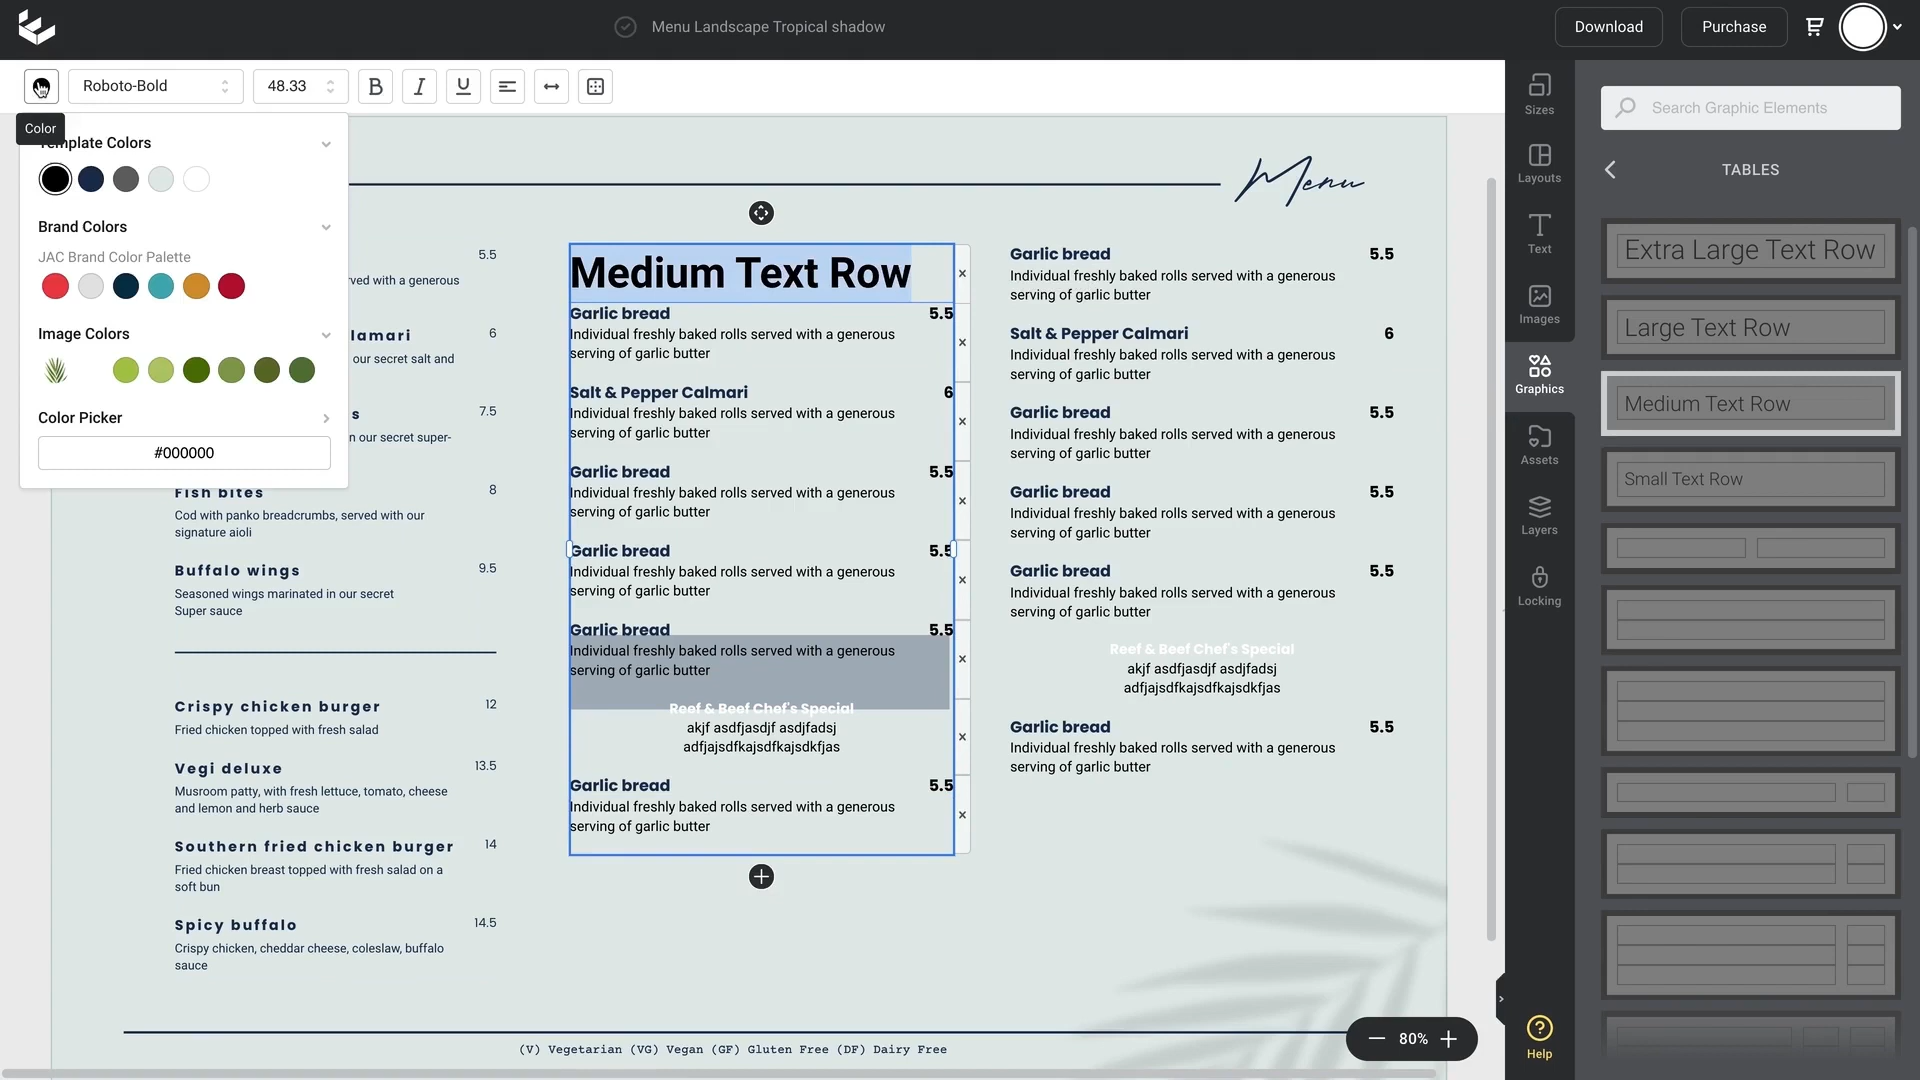 Menu Landscape Tropical shadow
Download
Purchase
Roboto-Bold
48.33
B
I
U
Color
mplate Colors
Brand Colors
JAC Brand Color Palette
Image Colors
Color Picker
#000000
Menu
5.5
ved with a generous
lamari
6
our secret salt and
s
7.5
n our secret super-
Fish bites
8
Cod with panko breadcrumbs, served with our
signature aioli
Buffalo wings
9.5
Seasoned wings marinated in our secret
Super sauce
Crispy chicken burger
12
Fried chicken topped with fresh salad
Vegi deluxe
13.5
Musroom patty, with fresh lettuce, tomato, cheese
and lemon and herb sauce
Southern fried chicken burger
14
Fried chicken breast topped with fresh salad on a
soft bun
Spicy buffalo
14.5
Crispy chicken, cheddar cheese, coleslaw, buffalo
sauce
Medium Text Row
Garlic bread 5.5
Individual freshly baked rolls served with a generous
serving of garlic butter
Salt & Pepper Calmari 6
Individual freshly baked rolls served with a generous
serving of garlic butter
Garlic bread 5.5
Individual freshly baked rolls served with a generous
serving of garlic butter
Garlic bread 5.5
Individual freshly baked rolls served with a generous
serving of garlic butter
Garlic bread 5.5
Individual freshly baked rolls served with a generous
serving of garlic butter
Reef & Beef Chef's Special
akjf asdfjasdjf asdjfadsj
adfjajsdfkajsdfkajsdkfjas
Garlic bread 5.5
Individual freshly baked rolls served with a generous
serving of garlic butter
Garlic bread 5.5
Individual freshly baked rolls served with a generous
serving of garlic butter
Salt & Pepper Calmari 6
Individual freshly baked rolls served with a generous
serving of garlic butter
Garlic bread 5.5
Individual freshly baked rolls served with a generous
serving of garlic butter
Garlic bread 5.5
Individual freshly baked rolls served with a generous
serving of garlic butter
Garlic bread 5.5
Individual freshly baked rolls served with a generous
serving of garlic butter
Reef & Beef Chef's Special
akjf asdfjasdjf asdjfadsj
adfjajsdfkajsdfkajsdkfjas
Garlic bread 5.5
Individual freshly baked rolls served with a generous
serving of garlic butter
(V) Vegetarian (VG) Vegan (GF) Gluten Free (DF) Dairy Free
80%
Sizes
Layouts
Text
Images
Graphics
Assets
Layers
Locking
Help
Search Graphic Elements
TABLES
Extra Large Text Row
Large Text Row
Medium Text Row
Small Text Row